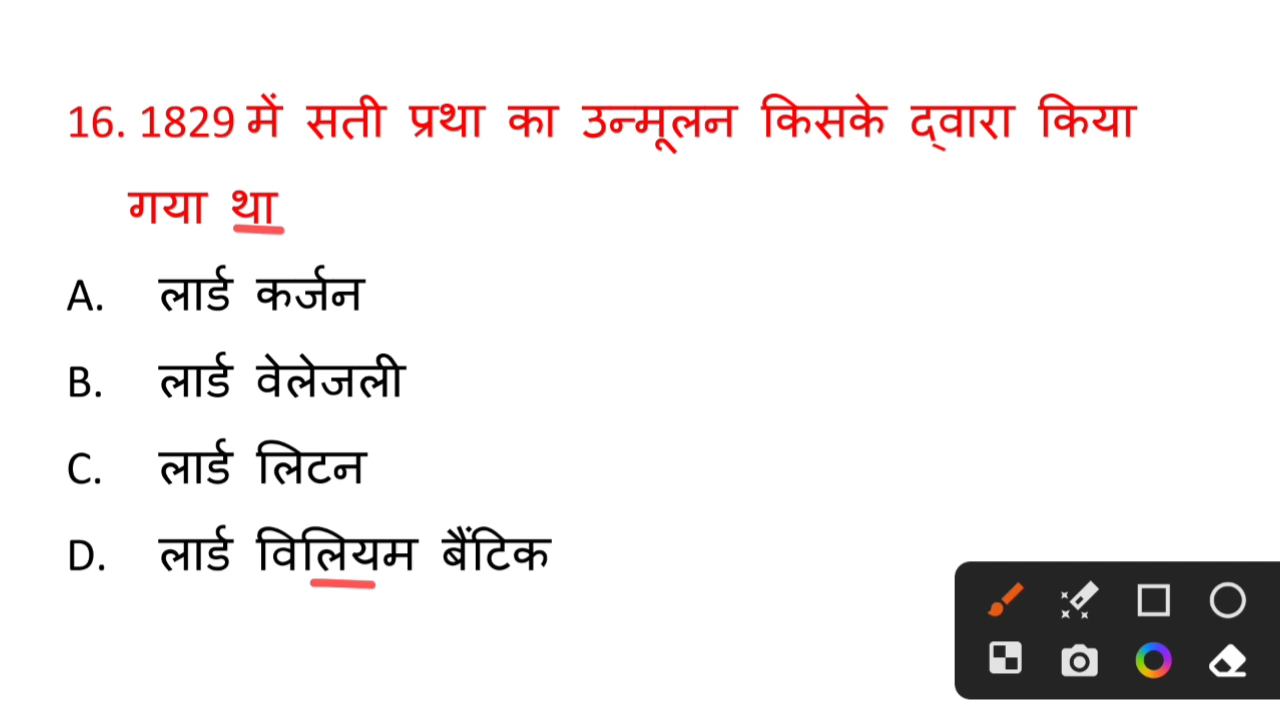 16. 1829 में सती प्रथा का उन्मूलन किसके द्वारा किया
गया था
A. लार्ड कर्जन
B. लार्ड वेलेजली
C. लार्ड लिटन
D. लार्ड विलियम बैंटिक